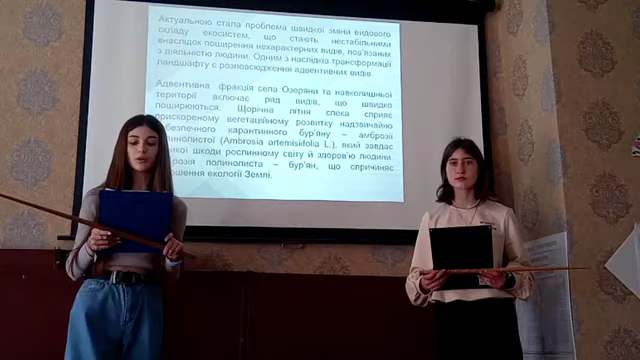 Актуальною стала проблема швидкої зміни видового
складу екосистем, що стають нестабільними
внаслідок поширення нехарактерних видів, пов'язаних
з діяльністю людини. Одним з наслідків трансформації
ландшафту є розповсюдження адвентивних видів.
Адвентивна фракція села Озеряни та навколишньої
території включає ряд видів, що швидко
поширюються. Щорічна літня спека сприяє
прискореному вегетаційному розвитку надзвичайно
небезпечного карантинного бур'яну – амброзії
полинолистої (Ambrosia artemisiifolia L.), який завдає
шкоди рослинному світу й здоров'ю людини.
полинолиста – бур'ян, що спричиняє
екології Землі.